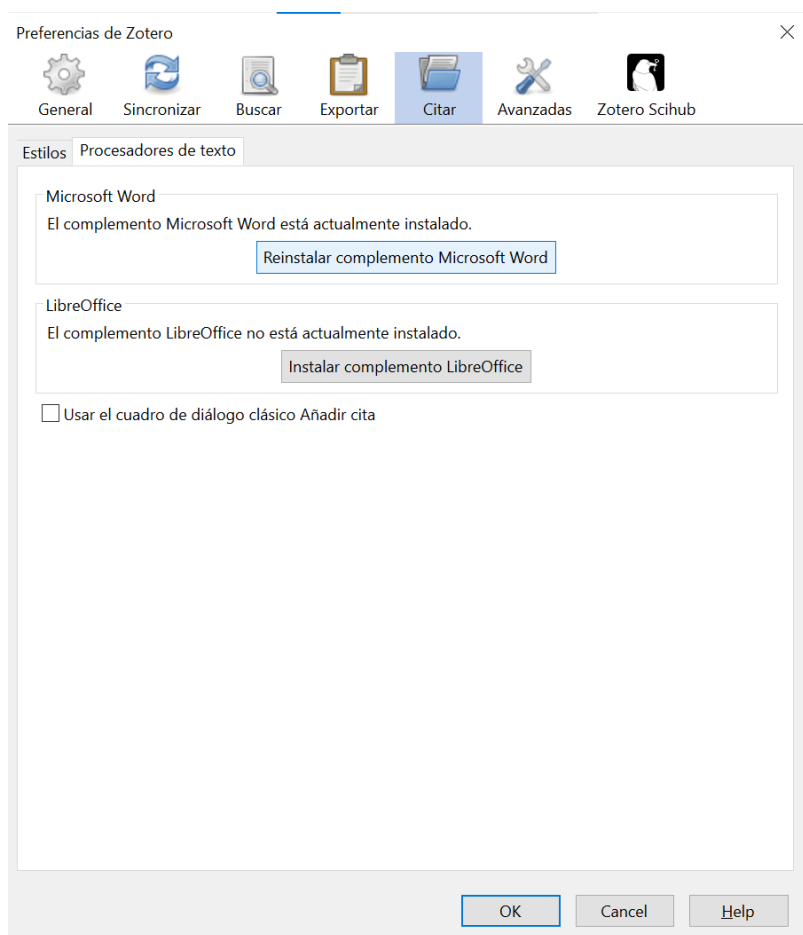 Preferencias de Zotero
General Sincronizar Buscar Exportar Citar Avanzadas Zotero Scihub
Estilos Procesadores de texto
Microsoft Word
El complemento Microsoft Word está actualmente instalado.
Reinstalar complemento Microsoft Word
LibreOffice
El complemento LibreOffice no está actualmente instalado.
Instalar complemento LibreOffice
Usar el cuadro de diálogo clásico Añadir cita
OK Cancel Help